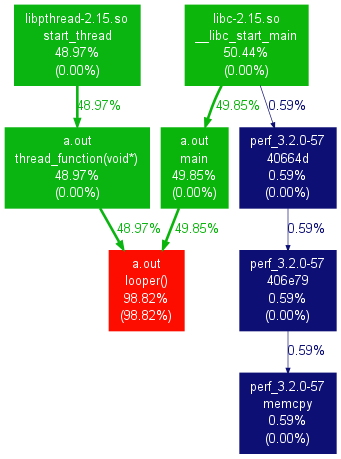 libpthread-2.15.so
start_thread
48.97%
(0.00%)
libc-2.15.so
__libc_start_main
50.44%
(0.00%)
48.97%
49.85%
0.59%
a.out
thread_function(void*)
48.97%
(0.00%)
a.out
main
49.85%
(0.00%)
perf_3.2.0-57
40664d
0.59%
(0.00%)
48.97%
49.85%
0.59%
a.out
looper()
98.82%
(98.82%)
perf_3.2.0-57
406e79
0.59%
(0.00%)
0.59%
perf_3.2.0-57
memcpy
0.59%
(0.00%)